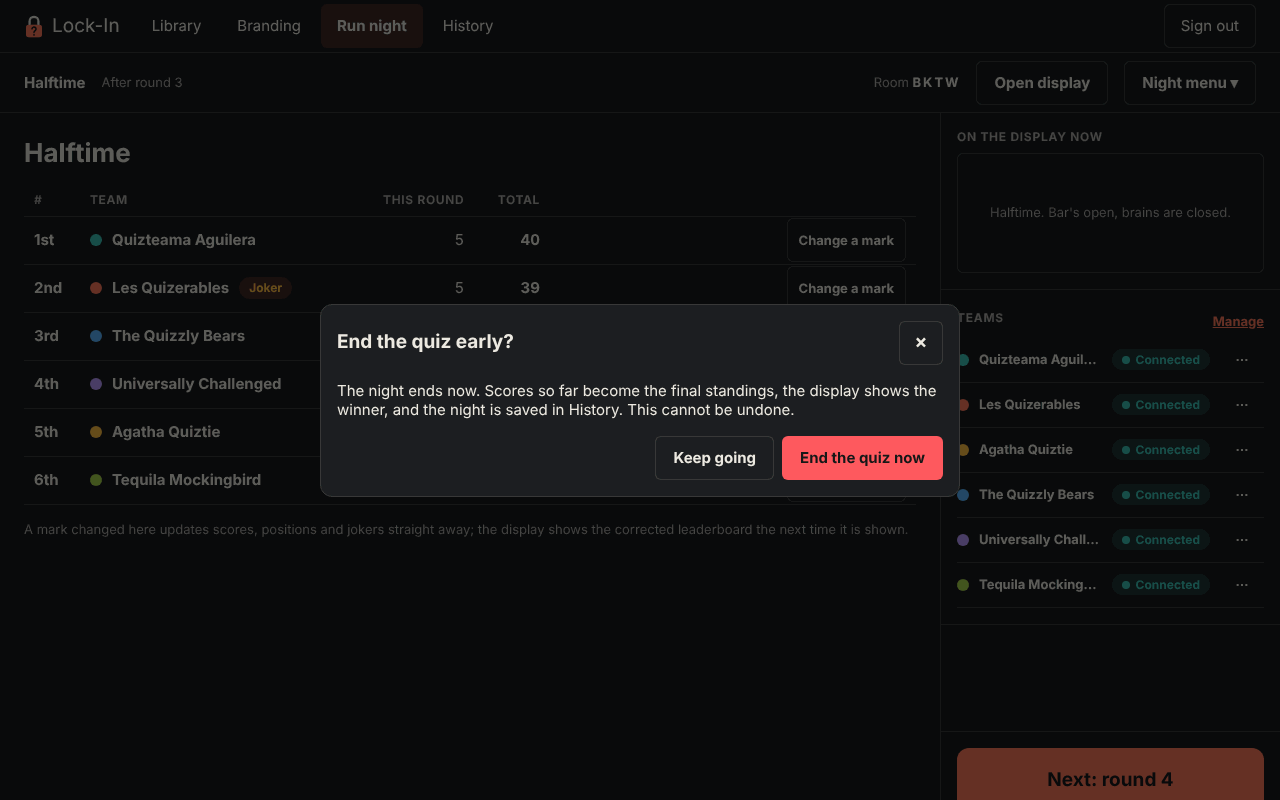 Lock-In
Library
Branding
Run night
History
Sign out
Halftime
After round 3
Room BKTW
Open display
Night menu ▾
Halftime
# TEAM THIS ROUND TOTAL
1st Quizteama Aguilera 5 40 Change a mark
2nd Les Quizerables Joker 5 39 Change a mark
3rd The Quizzly Bears
4th Universally Challenged
5th Agatha Quiztie
6th Tequila Mockingbird
A mark changed here updates scores, positions and jokers straight away; the display shows the corrected leaderboard the next time it is shown.
End the quiz early?
×
The night ends now. Scores so far become the final standings, the display shows the
winner, and the night is saved in History. This cannot be undone.
Keep going
End the quiz now
ON THE DISPLAY NOW
Halftime. Bar's open, brains are closed.
TEAMS
Manage
Quizteama Aguil... Connected ...
Les Quizerables Connected ...
Agatha Quiztie Connected ...
The Quizzly Bears Connected ...
Universally Chall... Connected ...
Tequila Mocking... Connected ...
Next: round 4